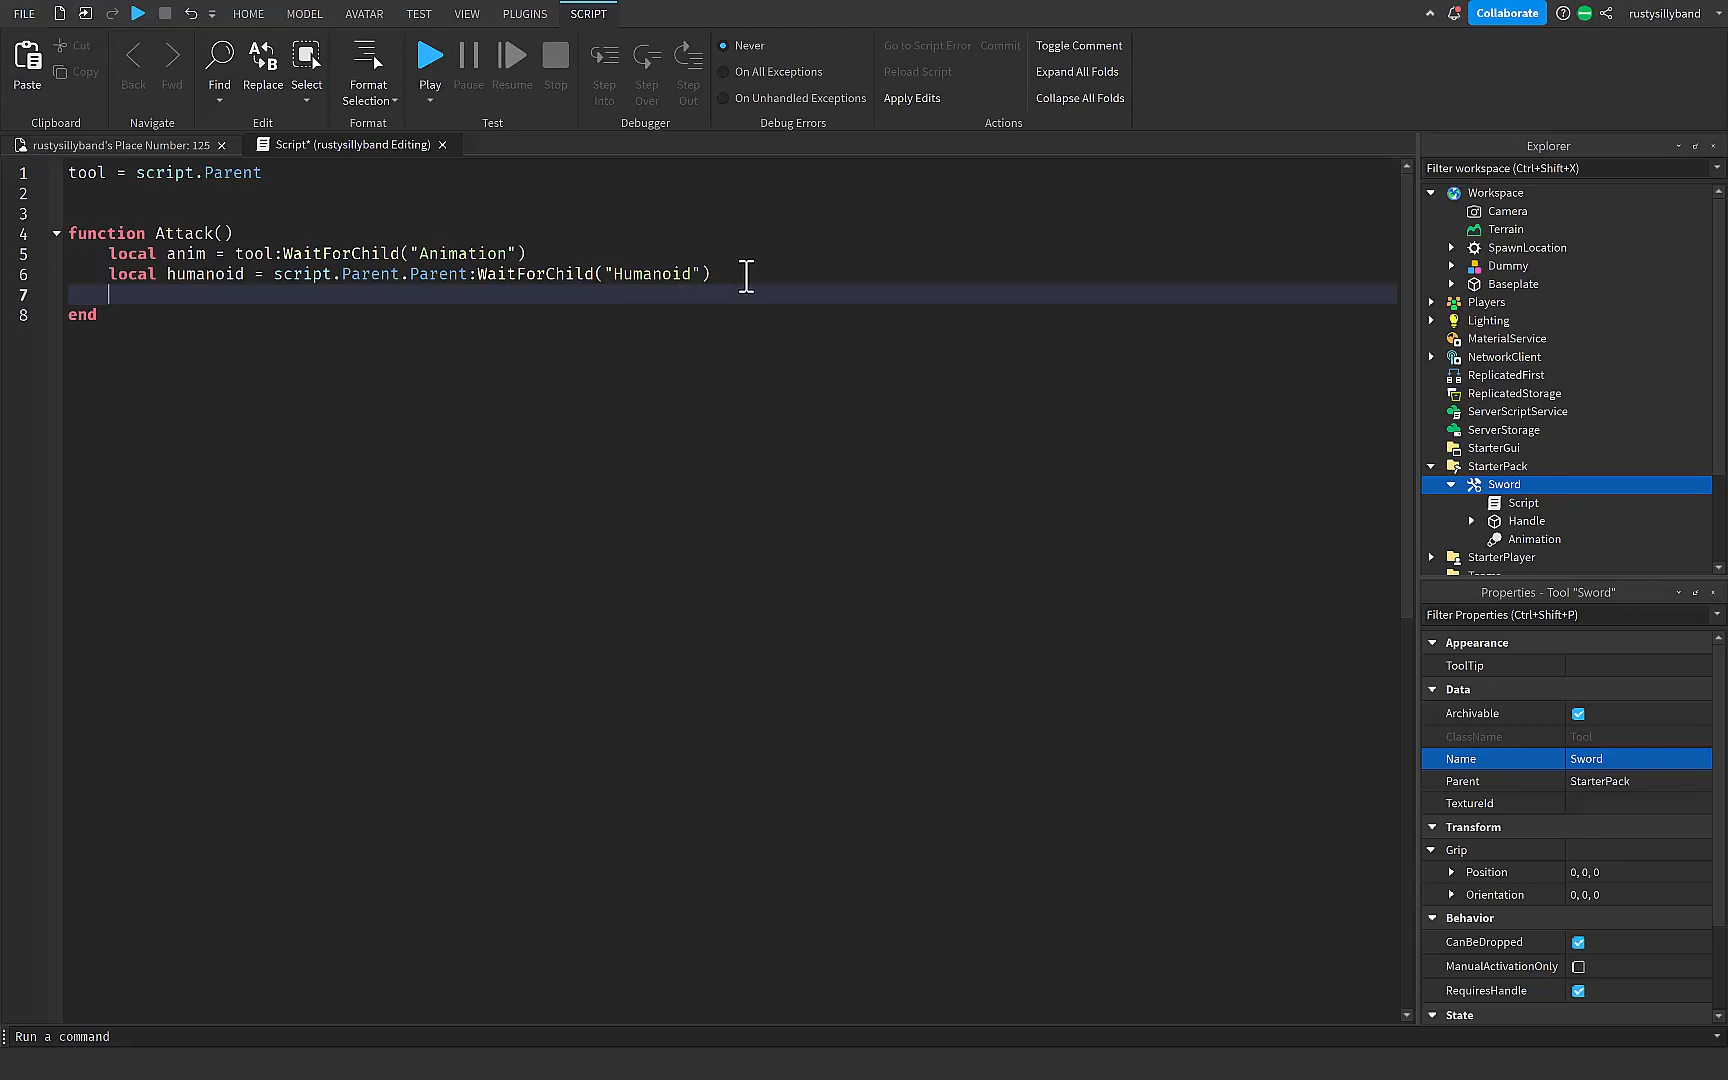 FILE HOME MODEL AVATAR TEST VIEW PLUGINS SCRIPT Collaborate rustysillyband
Paste Cut Copy
Clipboard
Back Fwd
Navigate
Find Replace Select
Edit
Format Selection
Format
Play Pause Resume Stop
Test
Step Into Step Over Step Out
Debugger
Never
On All Exceptions
On Unhandled Exceptions
Debug Errors
Go to Script Error Commit
Reload Script
Apply Edits
Toggle Comment
Expand All Folds
Collapse All Folds
Actions
rustysillyband's Place Number: 125 Script* (rustysillyband Editing)
1 tool = script.Parent
2
3
4 function Attack()
5 local anim = tool:WaitForChild("Animation")
6 local humanoid = script.Parent.Parent:WaitForChild("Humanoid")
7
8 end
Explorer
Filter workspace (Ctrl+Shift+X)
Workspace
Camera
Terrain
SpawnLocation
Dummy
Baseplate
Players
Lighting
MaterialService
NetworkClient
ReplicatedFirst
ReplicatedStorage
ServerScriptService
ServerStorage
StarterGui
StarterPack
Sword
Script
Handle
Animation
StarterPlayer
Properties - Tool "Sword"
Filter Properties (Ctrl+Shift+P)
Appearance
ToolTip
Data
Archivable
ClassName Tool
Name Sword
Parent StarterPack
TextureId
Transform
Grip
Position 0, 0, 0
Orientation 0, 0, 0
Behavior
CanBeDropped
ManualActivationOnly
RequiresHandle
State
Run a command